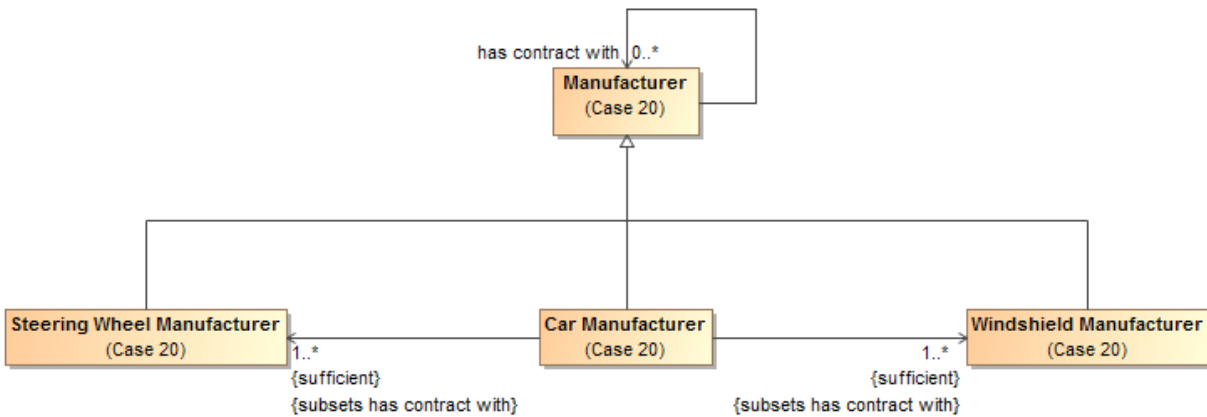 has contract with 0..*
Manufacturer
(Case 20)
Steering Wheel Manufacturer
(Case 20)
Car Manufacturer
(Case 20)
Windshield Manufacturer
(Case 20)
1..*
{sufficient}
{subsets has contract with}
1..*
{sufficient}
{subsets has contract with}